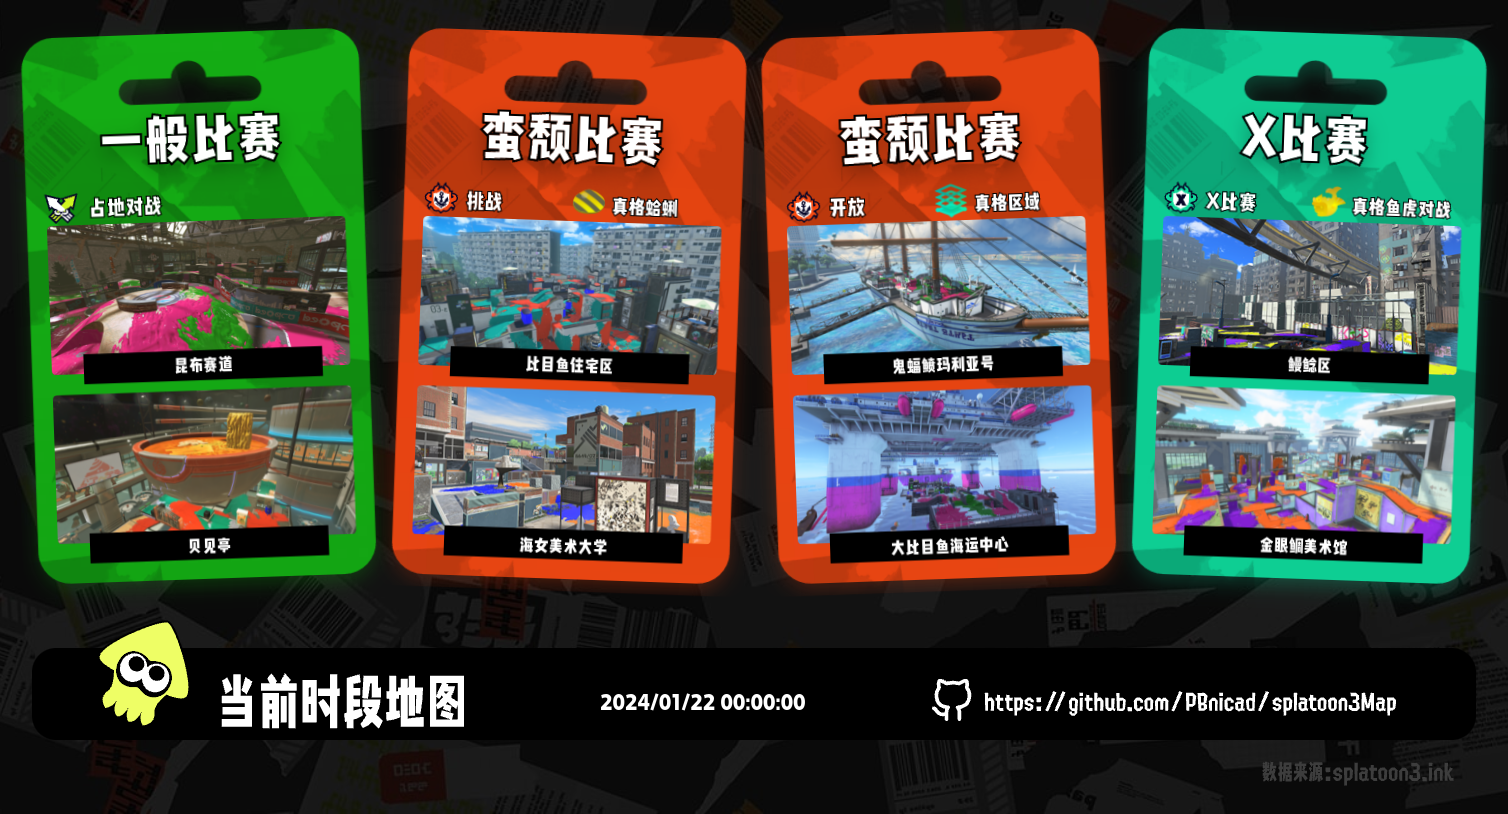 一般比赛
占地对战
昆布赛道
贝见亭
蛮颓比赛
挑战
真格蛤蜊
比目鱼住宅区
海女美术大学
蛮颓比赛
开放
真格区域
鬼蝠鲼玛利亚号
大比目鱼海运中心
X比赛
X比赛
真格鱼虎对战
鳗鲶区
金眼鲷美术馆
当前时段地图
2024/01/22 00:00:00
https://github.com/PBnicad/splatoon3Map
数据来源:splatoon3.ink